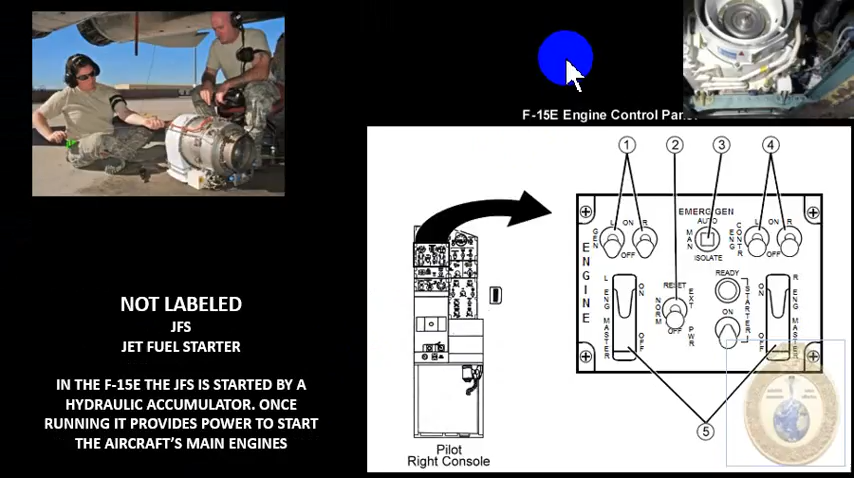 F-15E Engine Control Pan
1
2
3
4
EMERG GEN
L ON R
AUTO
L ON R
GEN
MAN
ENG CONTR
OFF
ISOLATE
OFF
ENGINE
RESET
READY
L
ON
ENG MASTER
OFF
NORM
EXT PWR
OFF
ON
STARTER
ON
OFF
R
ENG MASTER
5
Pilot
Right Console
NOT LABELED
JFS
JET FUEL STARTER
IN THE F-15E THE JFS IS STARTED BY A
HYDRAULIC ACCUMULATOR. ONCE
RUNNING IT PROVIDES POWER TO START
THE AIRCRAFT'S MAIN ENGINES